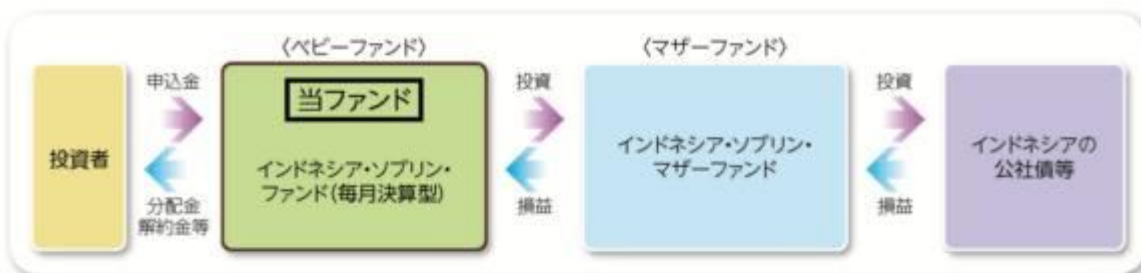 〈ベビーファンド〉
〈マザーファンド〉
投資者
申込金
分配金
解約金等
当ファンド
インドネシア・ソブリン・
ファンド(毎月決算型)
投資
損益
インドネシア・ソブリン・
マザーファンド
投資
損益
インドネシアの
公社債等